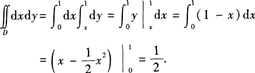 ∬_D dxdy = ∫_0^1 dx ∫_x^1 dy = ∫_0^1 y |_x^1 dx = ∫_0^1 (1 - x) dx
= (x - 1/2 x^2) |_0^1 = 1/2.